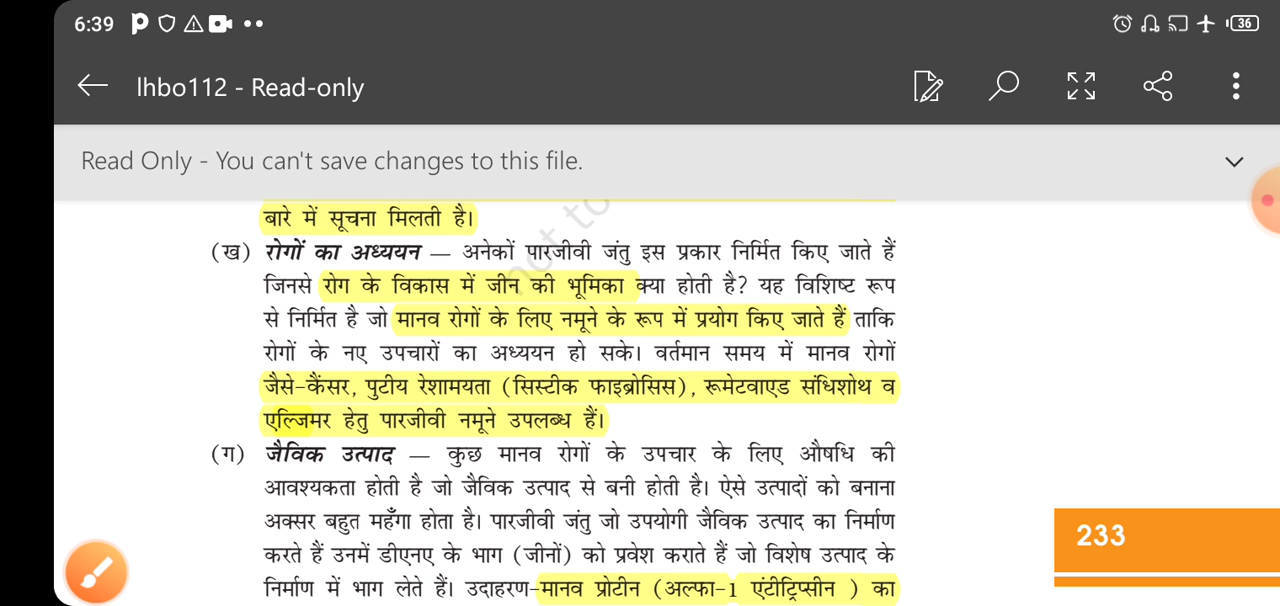 6:39
36
lhbo112 - Read-only
Read Only - You can't save changes to this file.
not to
बारे में सूचना मिलती है।
(ख) रोगों का अध्ययन — अनेकों पारजीवी जंतु इस प्रकार निर्मित किए जाते हैं
जिनसे रोग के विकास में जीन की भूमिका क्या होती है? यह विशिष्ट रूप
से निर्मित है जो मानव रोगों के लिए नमूने के रूप में प्रयोग किए जाते हैं ताकि
रोगों के नए उपचारों का अध्ययन हो सके। वर्तमान समय में मानव रोगों
जैसे-कैंसर, पुटीय रेशामयता (सिस्टीक फाइब्रोसिस), रूमेटवाएड संधिशोथ व
एल्जिमर हेतु पारजीवी नमूने उपलब्ध हैं।
(ग) जैविक उत्पाद — कुछ मानव रोगों के उपचार के लिए औषधि की
आवश्यकता होती है जो जैविक उत्पाद से बनी होती है। ऐसे उत्पादों को बनाना
अक्सर बहुत महँगा होता है। पारजीवी जंतु जो उपयोगी जैविक उत्पाद का निर्माण
करते हैं उनमें डीएनए के भाग (जीनों) को प्रवेश कराते हैं जो विशेष उत्पाद के
निर्माण में भाग लेते हैं। उदाहरण-मानव प्रोटीन (अल्फा-1 एंटीट्रिप्सीन ) का
233